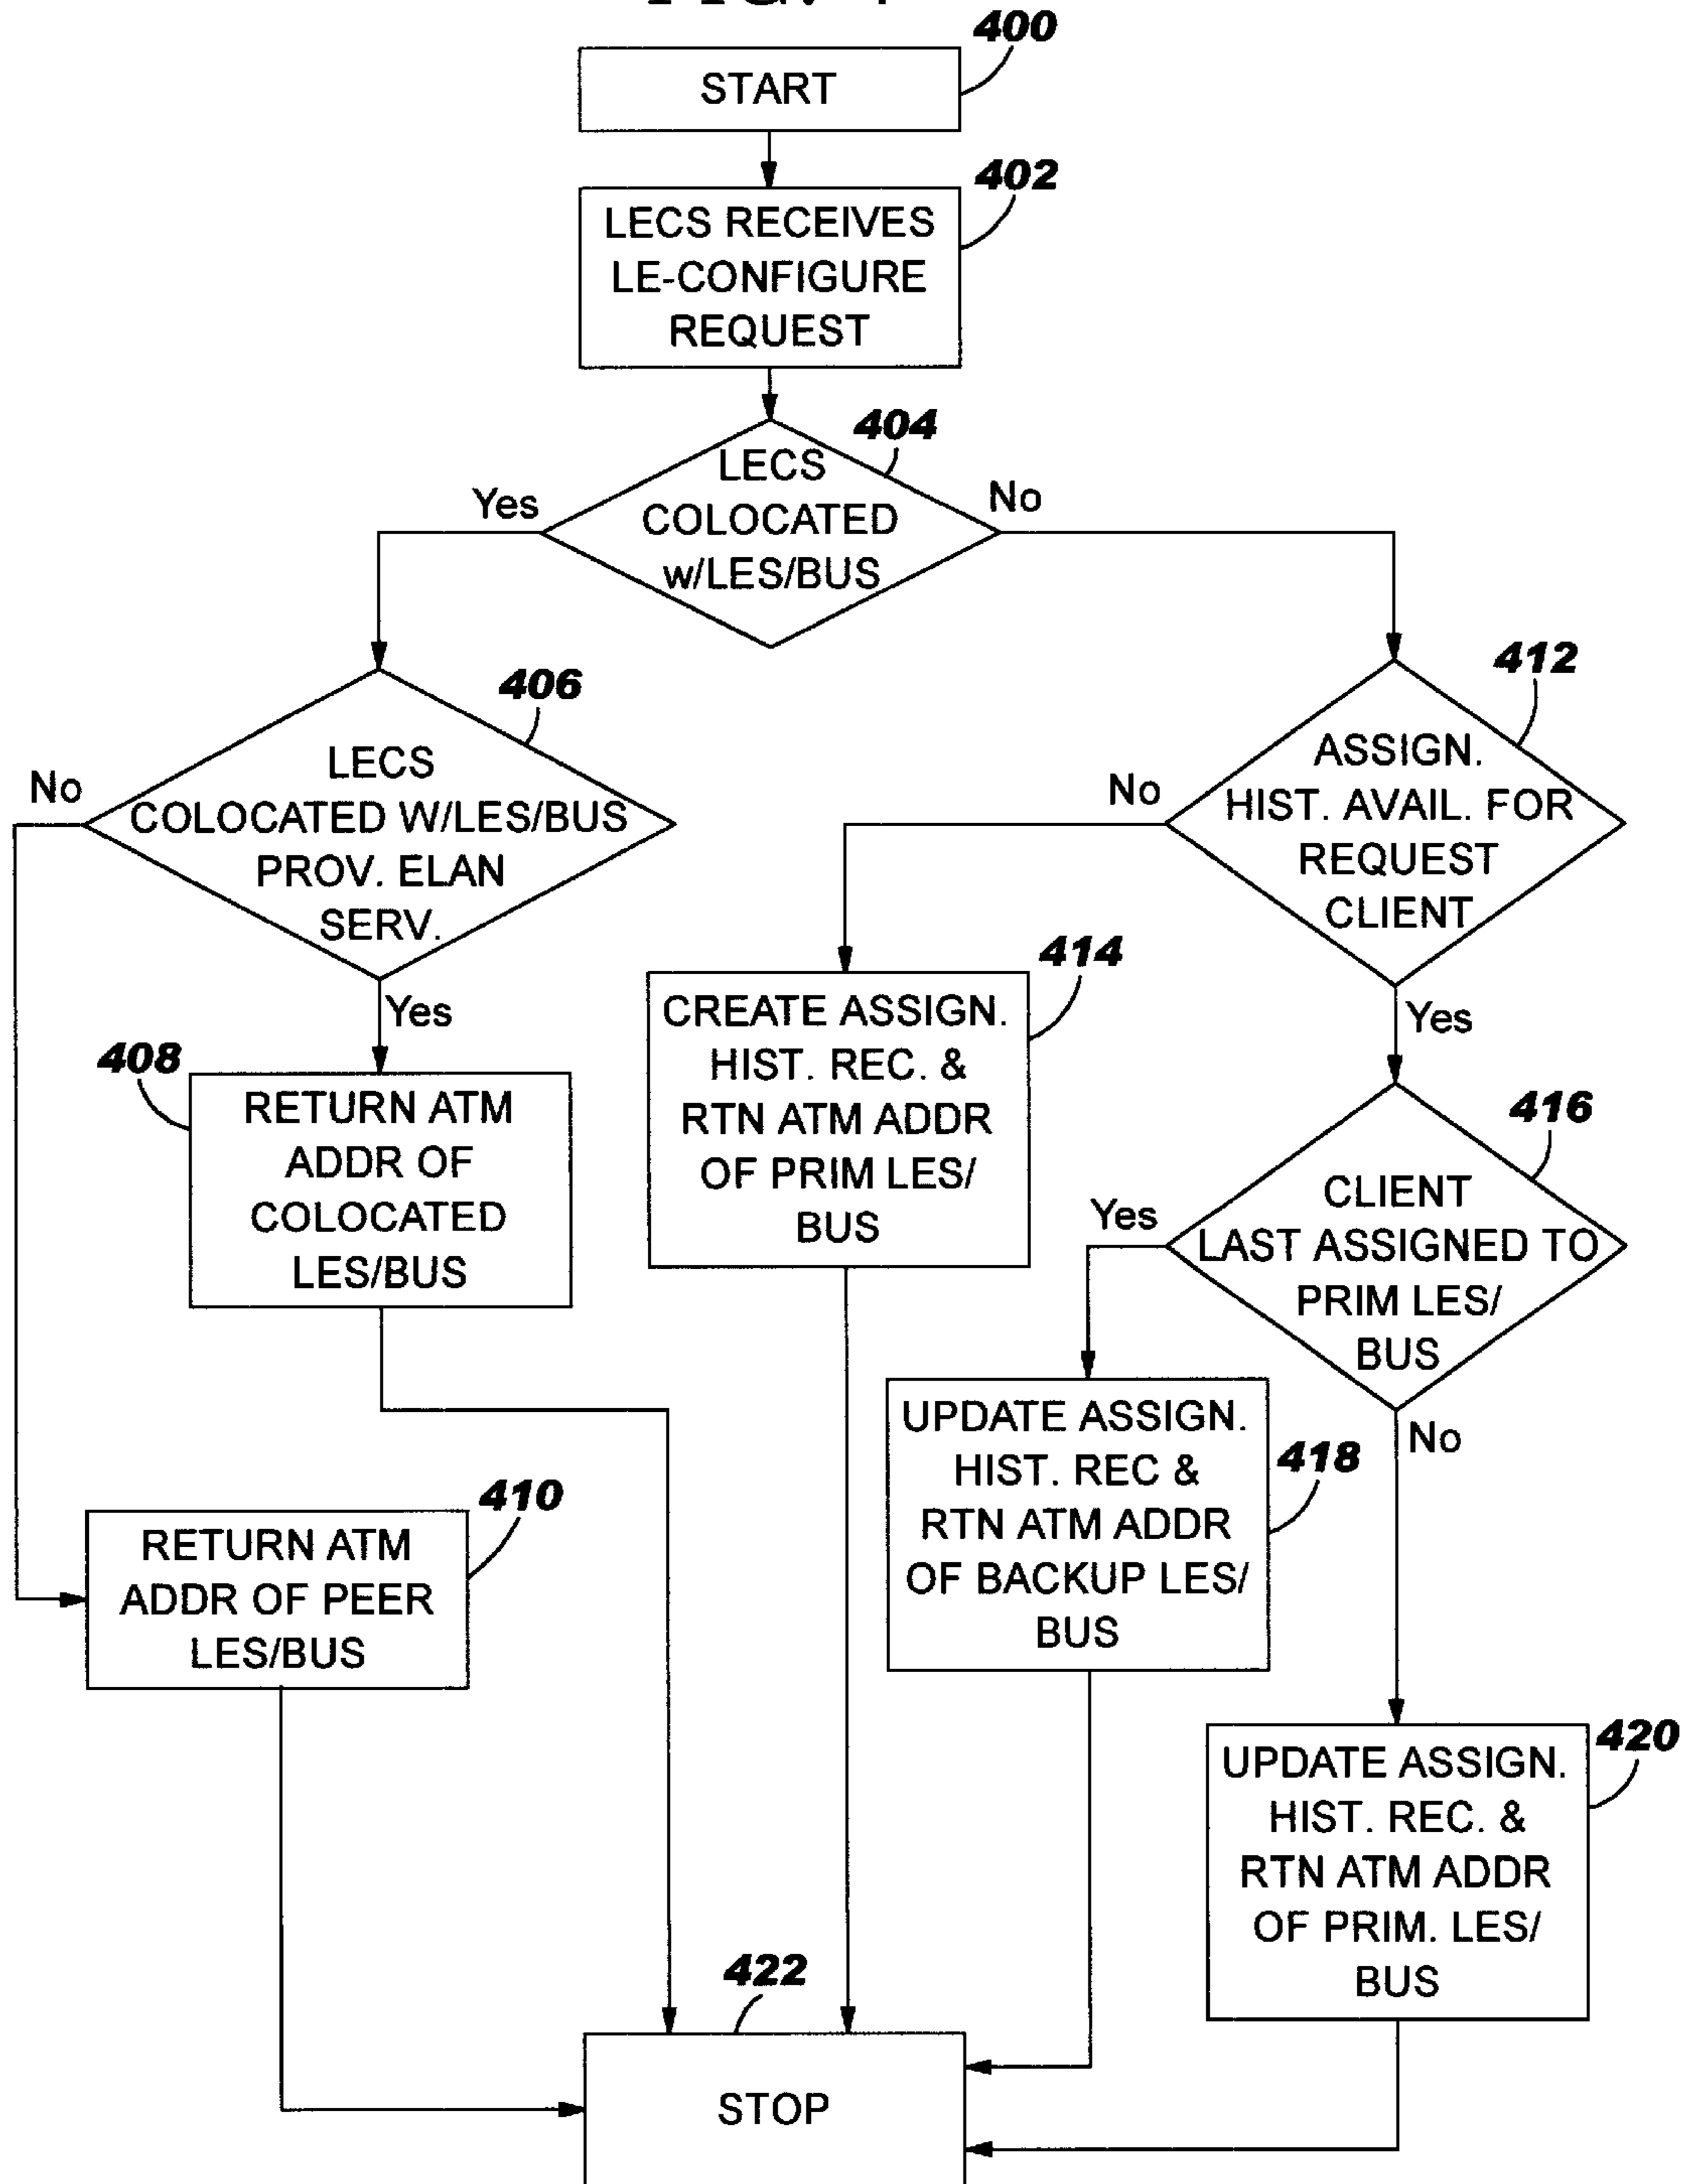 400
START
402
LECS RECEIVES
LE-CONFIGURE
REQUEST
404
LECS
COLOCATED
w/LES/BUS
Yes
No
406
LECS
COLOCATED W/LES/BUS
PROV. ELAN
SERV.
No
Yes
412
ASSIGN.
HIST. AVAIL. FOR
REQUEST
CLIENT
No
Yes
408
RETURN ATM
ADDR OF
COLOCATED
LES/BUS
414
CREATE ASSIGN.
HIST. REC. &
RTN ATM ADDR
OF PRIM LES/
BUS
416
CLIENT
LAST ASSIGNED TO
PRIM LES/
BUS
Yes
No
410
RETURN ATM
ADDR OF PEER
LES/BUS
418
UPDATE ASSIGN.
HIST. REC &
RTN ATM ADDR
OF BACKUP LES/
BUS
420
UPDATE ASSIGN.
HIST. REC. &
RTN ATM ADDR
OF PRIM. LES/
BUS
422
STOP